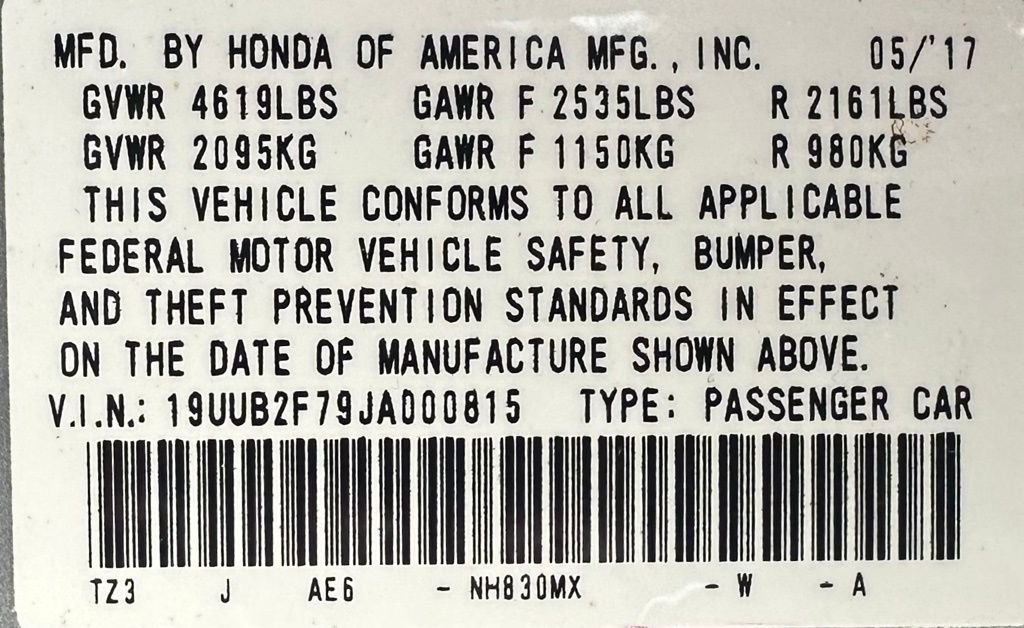 MFD. BY HONDA OF AMERICA MFG., INC. 05/'17
GVWR 4619LBS GAWR F 2535LBS R 2161LBS
GVWR 2095KG GAWR F 1150KG R 980KG
THIS VEHICLE CONFORMS TO ALL APPLICABLE
FEDERAL MOTOR VEHICLE SAFETY, BUMPER,
AND THEFT PREVENTION STANDARDS IN EFFECT
ON THE DATE OF MANUFACTURE SHOWN ABOVE.
V.I.N.: 19UUB2F79JA000815 TYPE: PASSENGER CAR
TZ3 J AE6 - NH830MX - W - A